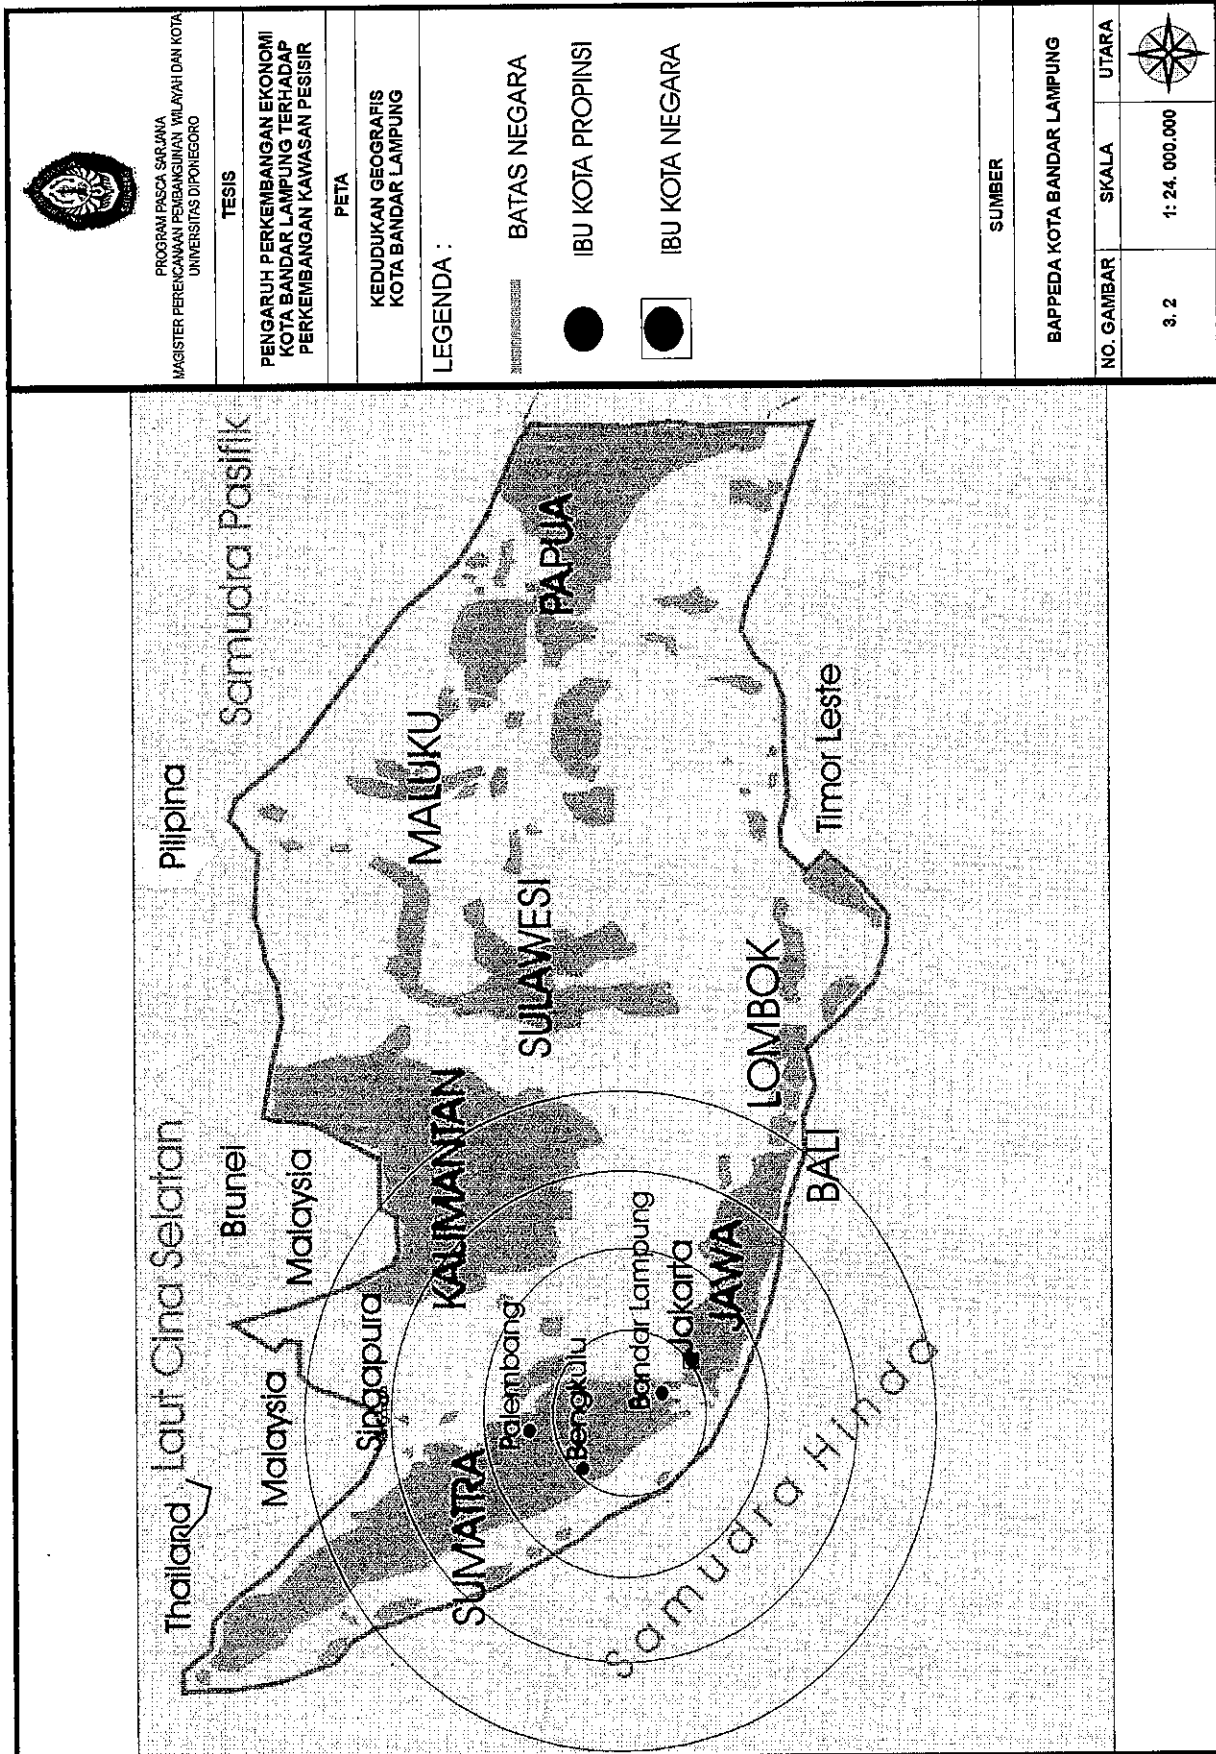 PROGRAM PASCA SARJANA
MAGISTER PERENCANAAN PEMBANGUNAN WILAYAH DAN KOTA
UNIVERSITAS DIPONEGORO
TESIS
PENGARUH PERKEMBANGAN EKONOMI
KOTA BANDAR LAMPUNG TERHADAP
PERKEMBANGAN KAWASAN PESISIR
PETA
KEDUDUKAN GEOGRAFIS
KOTA BANDAR LAMPUNG
LEGENDA :
BATAS NEGARA
IBU KOTA PROPINSI
IBU KOTA NEGARA
SUMBER
BAPPEDA KOTA BANDAR LAMPUNG
NO. GAMBAR
SKALA
UTARA
3. 2
1: 24. 000.000
Thailand
Laut Cina Selatan
Pilipina
Samudra Pasifik
Brunei
Malaysia
Malaysia
Singapura
KALIMANTAN
MALUKU
SUMATRA
SULAWESI
PAPUA
Palembang
Bengkulu
Bandar Lampung
Jakarta
JAWA
LOMBOK
BALI
Timor Leste
Samudra Hinda